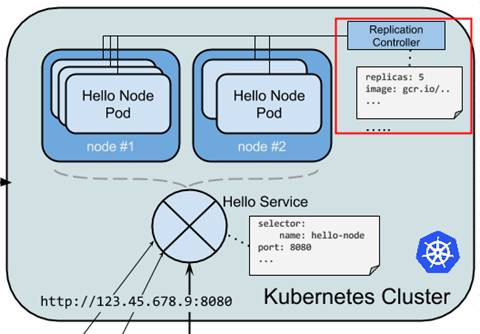 Replication
Controller
replicas: 5
image: gcr.io/..
...
.....
Hello Node
Pod
node #1
Hello Node
Pod
node #2
Hello Service
selector:
name: hello-node
port: 8080
...
http://123.45.678.9:8080
Kubernetes Cluster